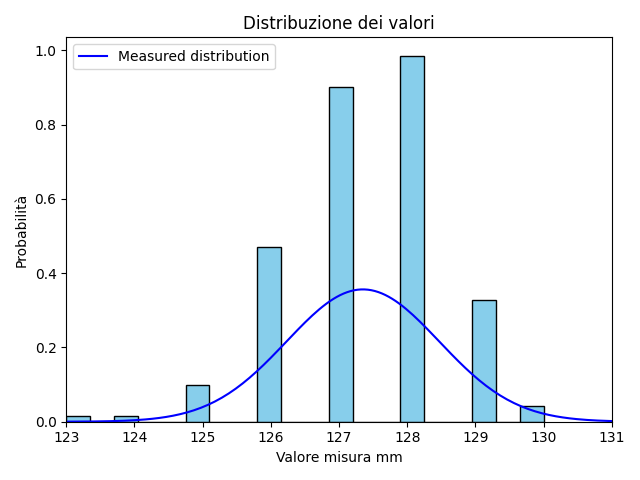 Distribuzione dei valori
Measured distribution
Probabilità
1.0
0.8
0.6
0.4
0.2
0.0
123 124 125 126 127 128 129 130 131
Valore misura mm